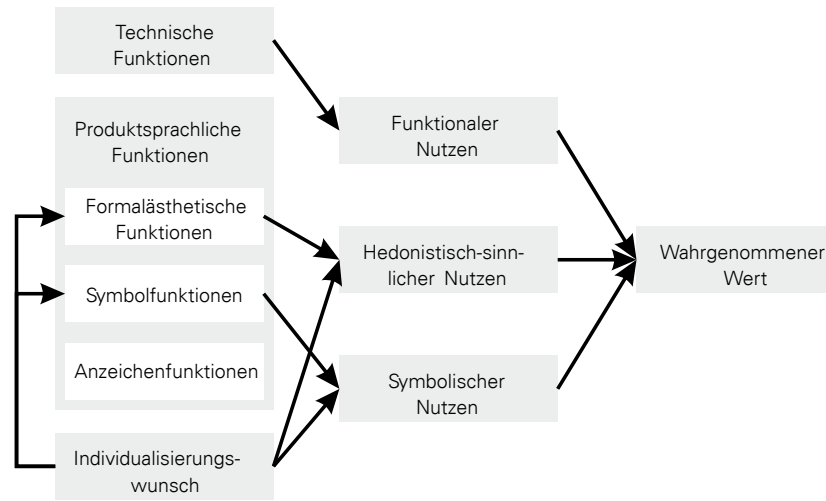 Technische
Funktionen
Produktsprachliche
Funktionen
Formalästhetische
Funktionen
Symbolfunktionen
Anzeichenfunktionen
Individualisierungs-
wunsch
Funktionaler
Nutzen
Hedonistisch-sinn-
licher Nutzen
Symbolischer
Nutzen
Wahrgenommener
Wert